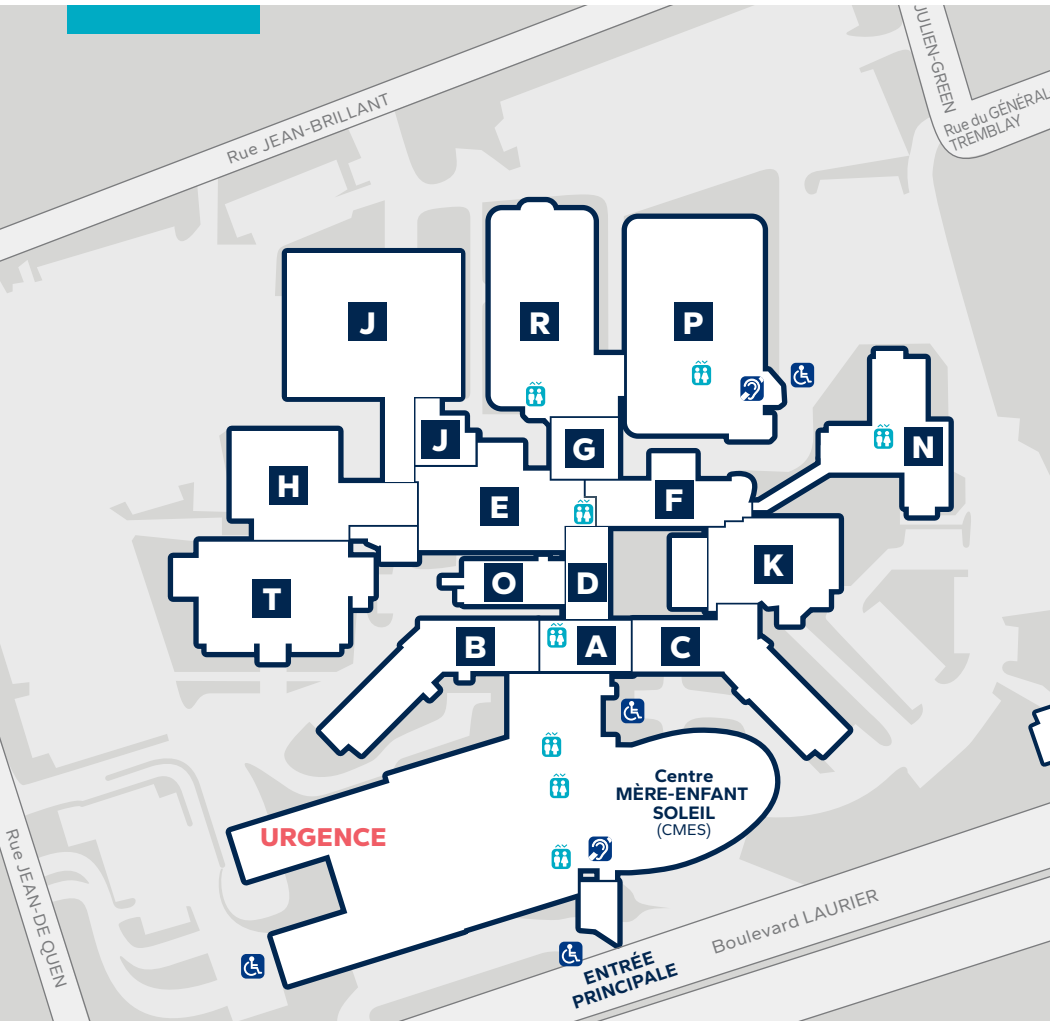 Rue JEAN-BRILLANT
JULIEN-GREEN
Rue du GÉNÉRAL
TREMBLAY
J
R
P
J
G
N
H
E
F
O
D
K
T
B
A
C
Centre
MÈRE-ENFANT
SOLEIL
(CMES)
URGENCE
Rue JEAN-DE QUEN
Boulevard LAURIER
ENTRÉE
PRINCIPALE